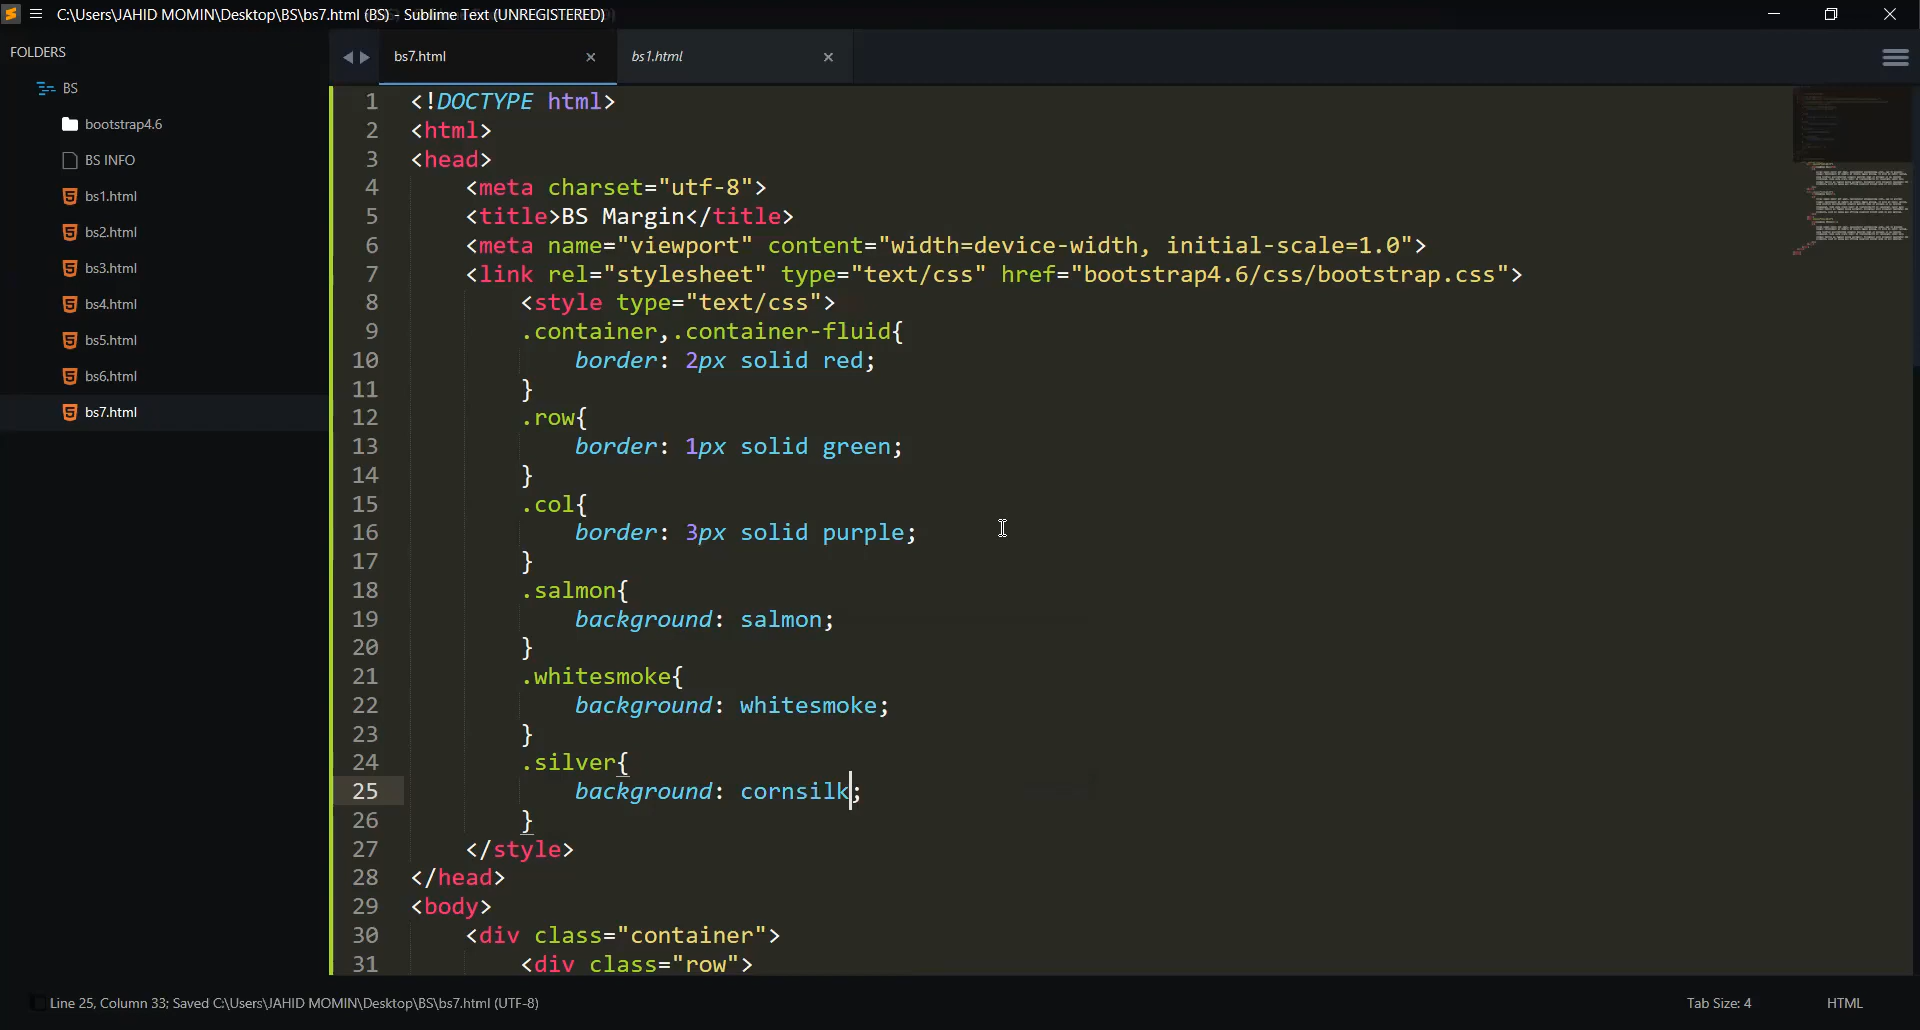 C:\Users\JAHID MOMIN\Desktop\BS\bs7.html (BS) - Sublime Text (UNREGISTERED)
FOLDERS
BS
bootstrap4.6
BS INFO
bs1.html
bs2.html
bs3.html
bs4.html
bs5.html
bs6.html
bs7.html
bs7.html
bs1.html
1 <!DOCTYPE html>
2 <html>
3 <head>
4 <meta charset="utf-8">
5 <title>BS Margin</title>
6 <meta name="viewport" content="width=device-width, initial-scale=1.0">
7 <link rel="stylesheet" type="text/css" href="bootstrap4.6/css/bootstrap.css">
8 <style type="text/css">
9 .container,.container-fluid{
10 border: 2px solid red;
11 }
12 .row{
13 border: 1px solid green;
14 }
15 .col{
16 border: 3px solid purple;
17 }
18 .salmon{
19 background: salmon;
20 }
21 .whitesmoke{
22 background: whitesmoke;
23 }
24 .silver{
25 background: cornsilk;
26 }
27 </style>
28 </head>
29 <body>
30 <div class="container">
31 <div class="row">
Line 25, Column 33; Saved C:\Users\JAHID MOMIN\Desktop\BS\bs7.html (UTF-8)
Tab Size: 4
HTML